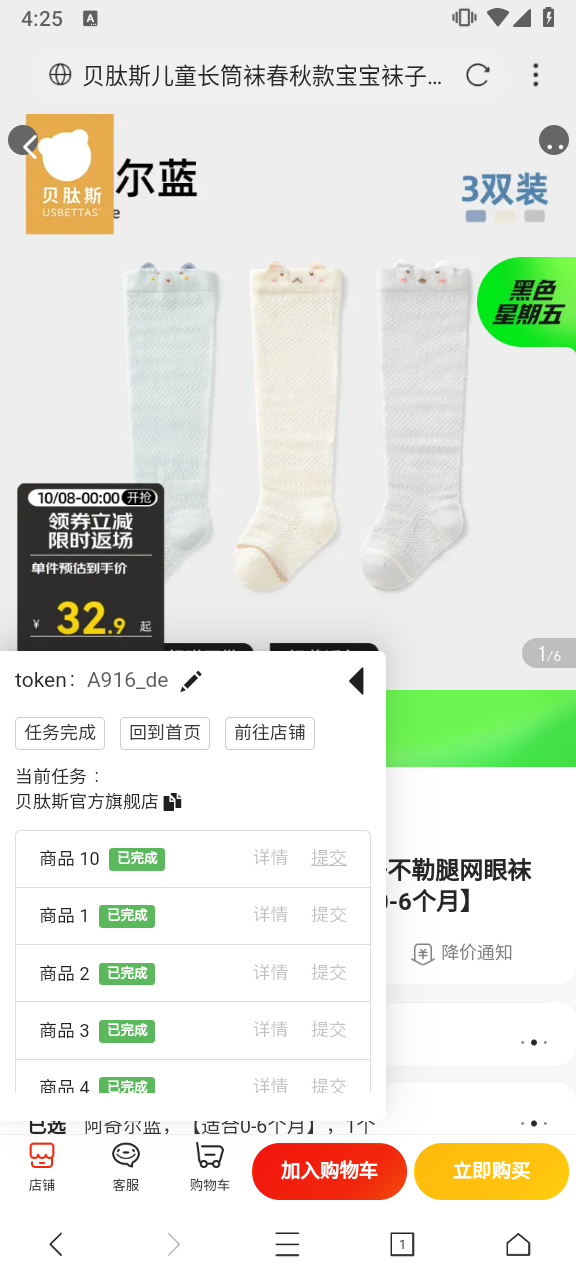 4:25
A
贝肽斯儿童长筒袜春秋款宝宝袜子...
贝肽斯
USBETTAS
尔蓝
e
3双装
黑色
星期五
10/08-00:00 开抢
领券立减
限时返场
单件预估到手价
¥ 32.9 起
1/6
token: A916_de
任务完成 回到首页 前往店铺
当前任务：
贝肽斯官方旗舰店
商品 10 已完成 详情 提交
商品 1 已完成 详情 提交
商品 2 已完成 详情 提交
商品 3 已完成 详情 提交
商品 4 已完成 详情 提交
不勒腿网眼袜
-6个月】
降价通知
已选 阿奇尔蓝，【适合0-6个月】，1个
店铺 客服 购物车 加入购物车 立即购买
1